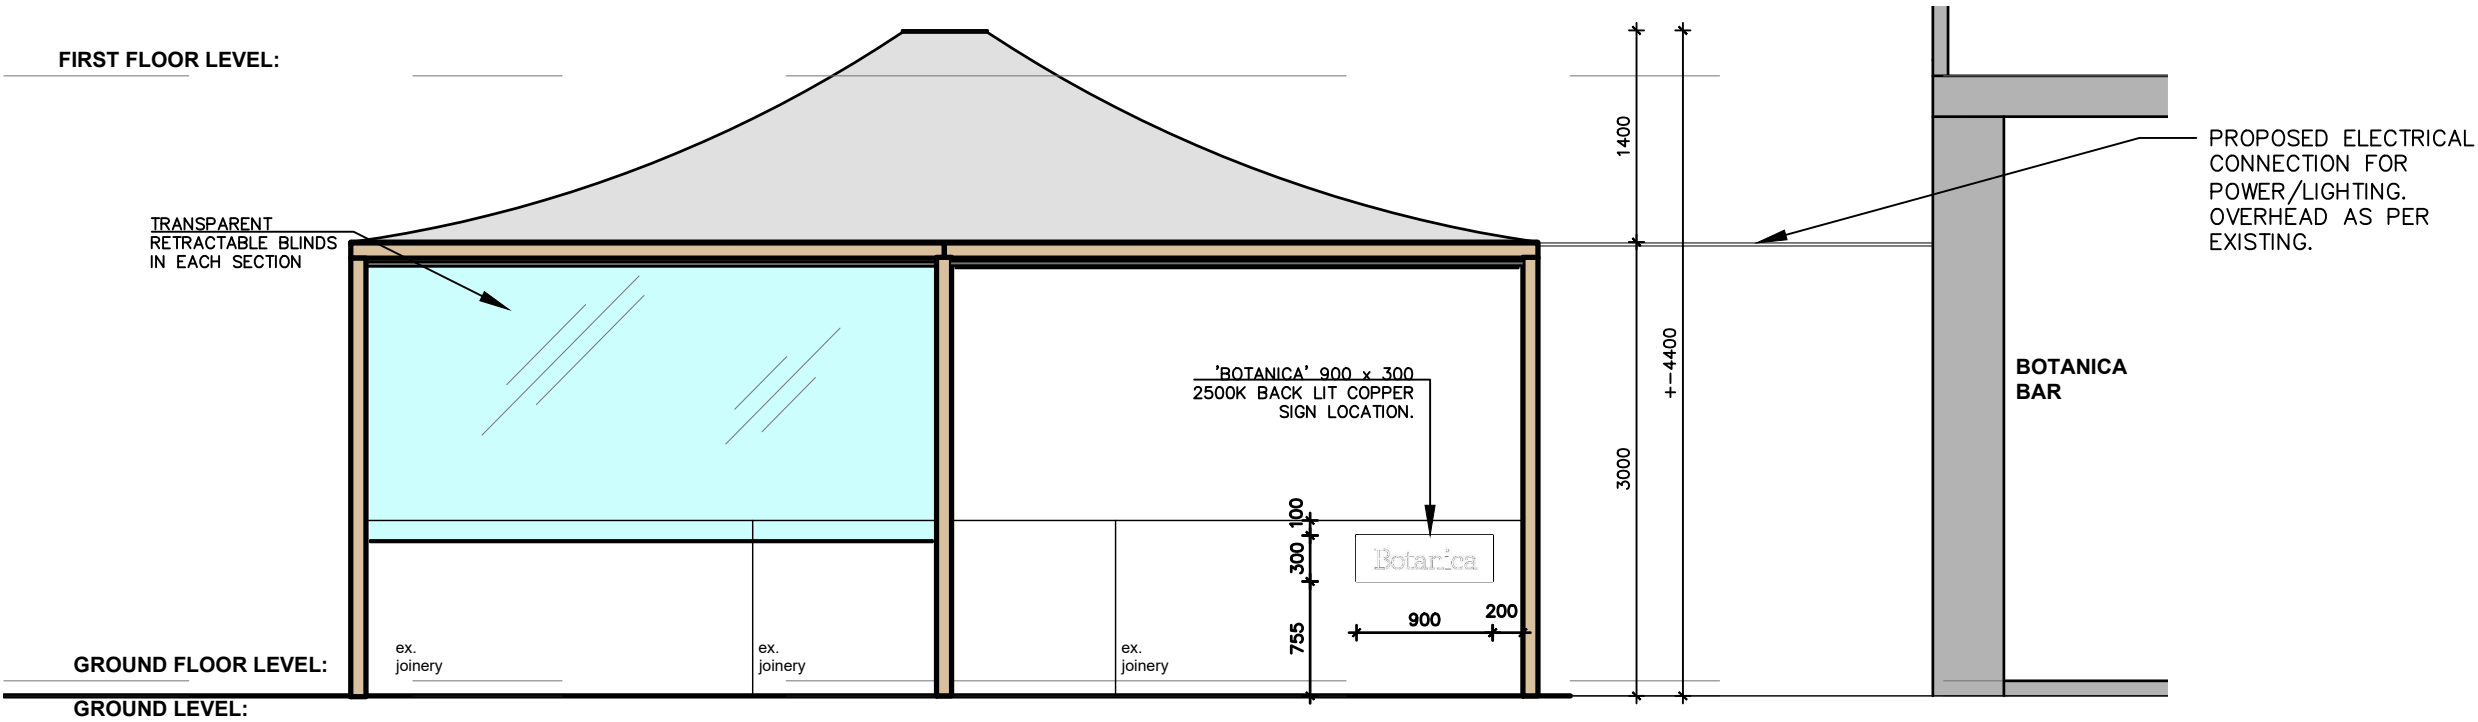 FIRST FLOOR LEVEL:
1400
PROPOSED ELECTRICAL
CONNECTION FOR
POWER/LIGHTING.
OVERHEAD AS PER
EXISTING.
TRANSPARENT
RETRACTABLE BLINDS
IN EACH SECTION
+-4400
'BOTANICA' 900 x 300
2500K BACK LIT COPPER
SIGN LOCATION.
BOTANICA
BAR
3000
100
300
Botanica
755
900
200
ex.
joinery
ex.
joinery
ex.
joinery
GROUND FLOOR LEVEL:
GROUND LEVEL: